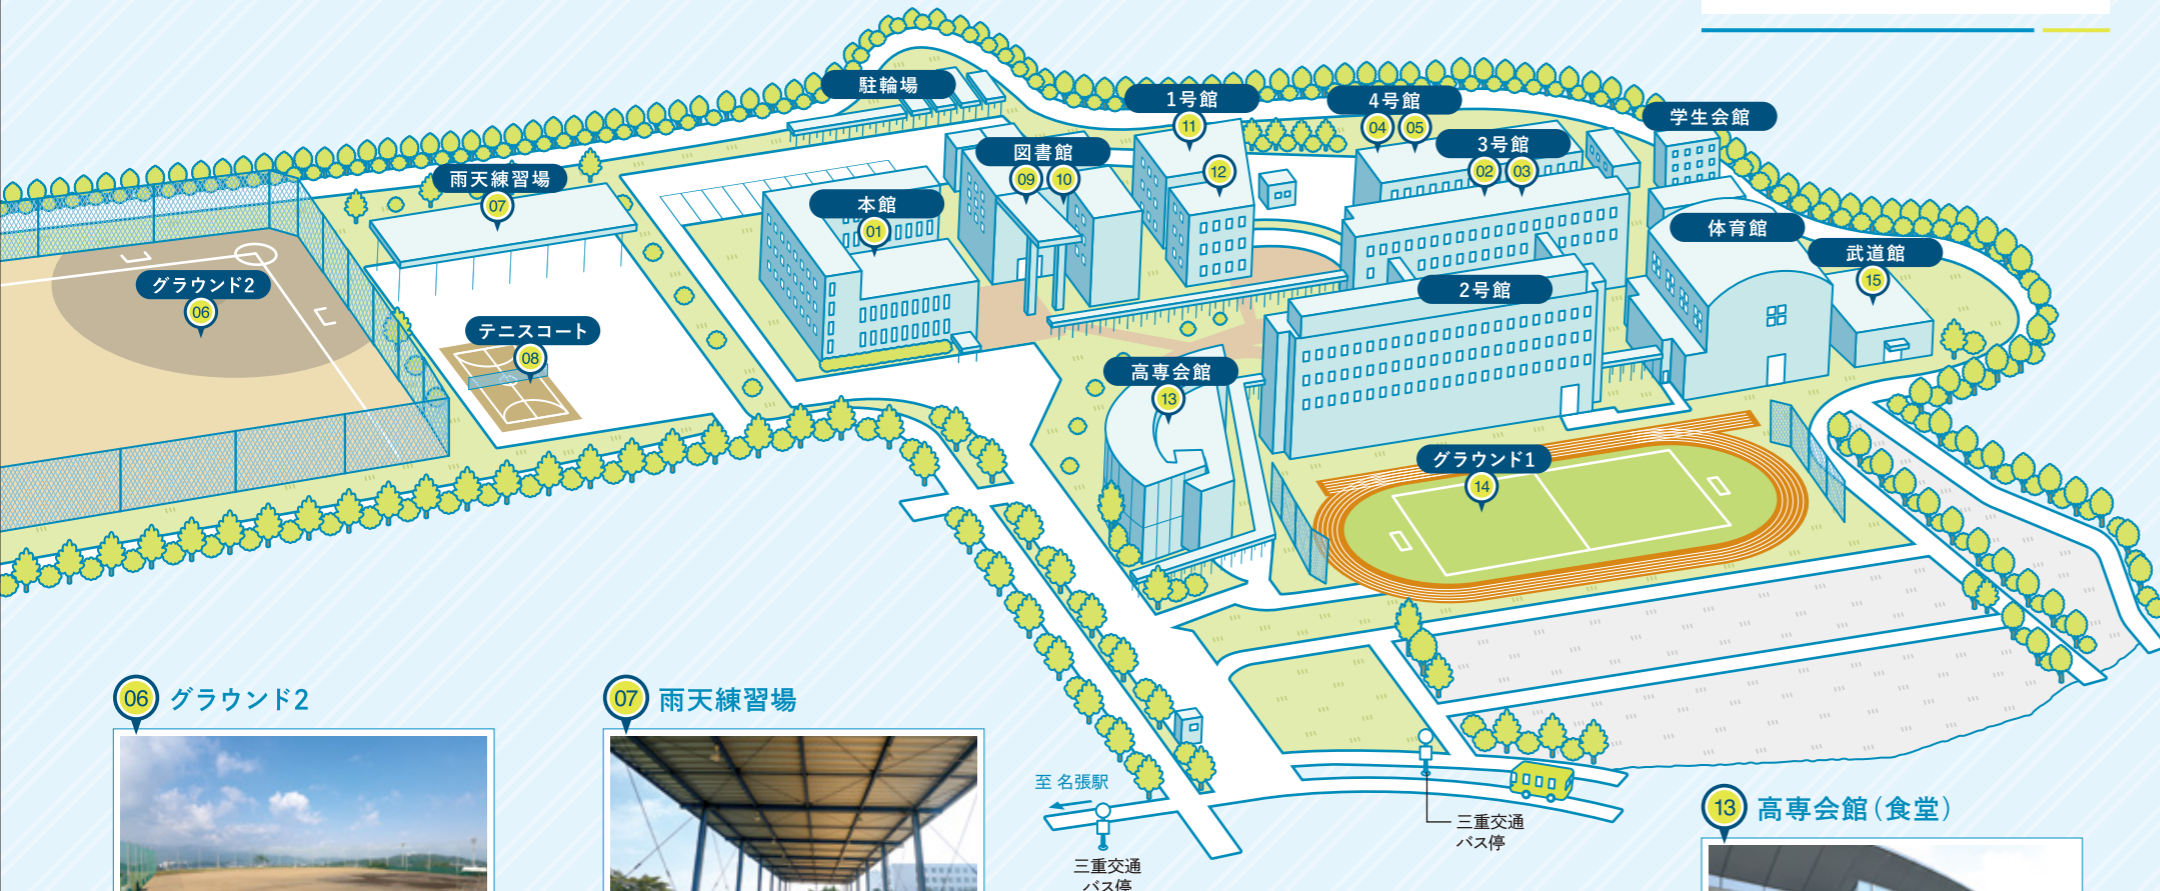 駐輪場
1号館
11
12
4号館
04 05
3号館
02 03
学生会館
図書館
09 10
雨天練習場
07
本館
01
体育館
武道館
15
グラウンド2
06
2号館
テニスコート
08
高専会館
13
グラウンド1
14
06 グラウンド2
07 雨天練習場
至 名張駅
三重交通
バス停
三重交通
バス停
13 高専会館(食堂)